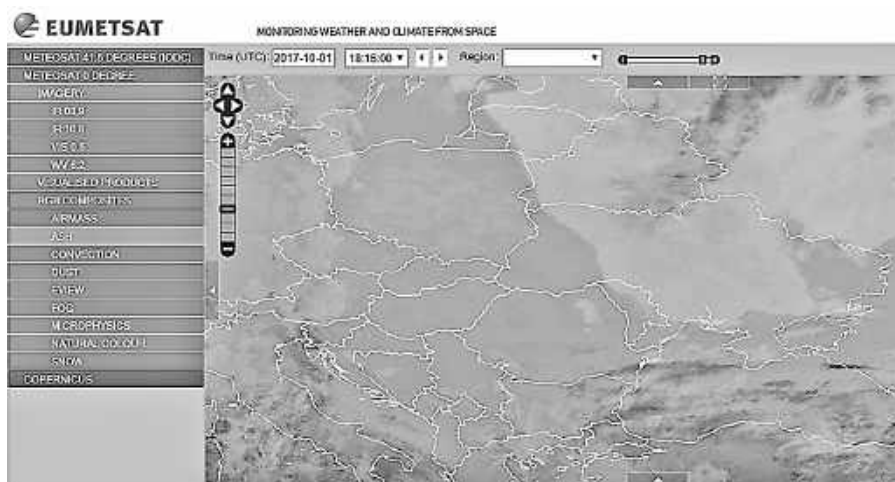 EUMETSAT
MONITORING WEATHER AND CLIMATE FROM SPACE
Time (UTC): 2017-10-01 18:15:00 Region:
METEOSAT 41.5 DEGREES (IODC)
METEOSAT 0 DEGREE
IMAGERY
IR 03.9
IR 10.8
VIS 0.6
WV 6.2
VISUALISED PRODUCTS
RGB COMPOSITES
AIRMASS
ASH
CONVECTION
DUST
EVIEW
FOG
MICROPHYSICS
NATURAL COLOUR
SNOW
COPERNICUS